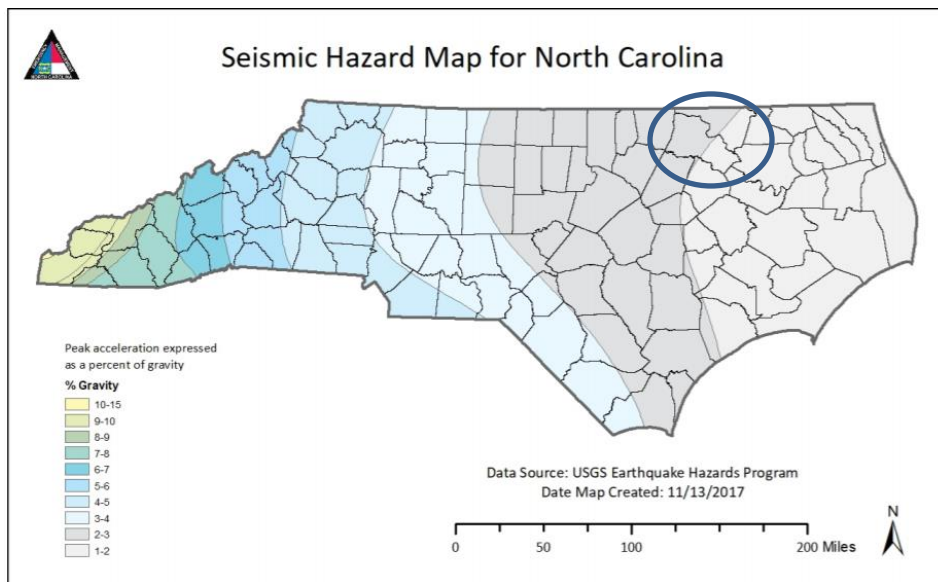 Seismic Hazard Map for North Carolina
NORTH CAROLINA
Peak acceleration expressed
as a percent of gravity
% Gravity
10-15
9-10
8-9
7-8
6-7
5-6
4-5
3-4
2-3
1-2
Data Source: USGS Earthquake Hazards Program
Date Map Created: 11/13/2017
0 50 100 200 Miles
N